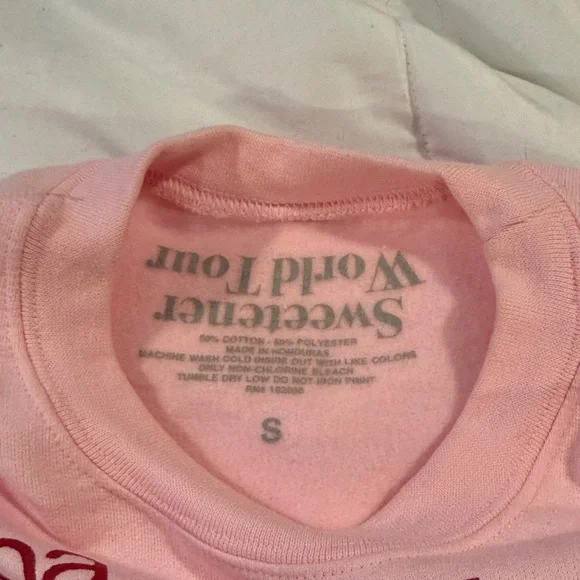 Sweetener
World Tour
50% COTTON - 50% POLYESTER
MADE IN HONDURAS
MACHINE WASH COLD INSIDE OUT WITH LIKE COLORS
ONLY NON-CHLORINE BLEACH
TUMBLE DRY LOW DO NOT IRON PRINT
RN#
S